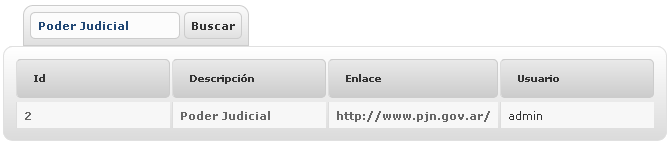 Poder Judicial Buscar
Id Descripción Enlace Usuario
2 Poder Judicial http://www.pjn.gov.ar/ admin